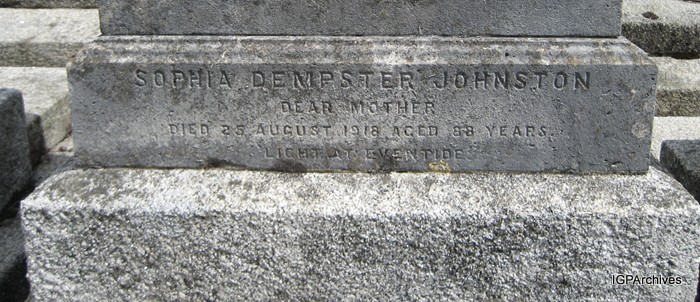 SOPHIA DEMPSTER JOHNSTON
DEAR MOTHER
DIED 25 AUGUST 1918 AGED 88 YEARS.
LIGHT AT EVENTIDE
IGPArchives